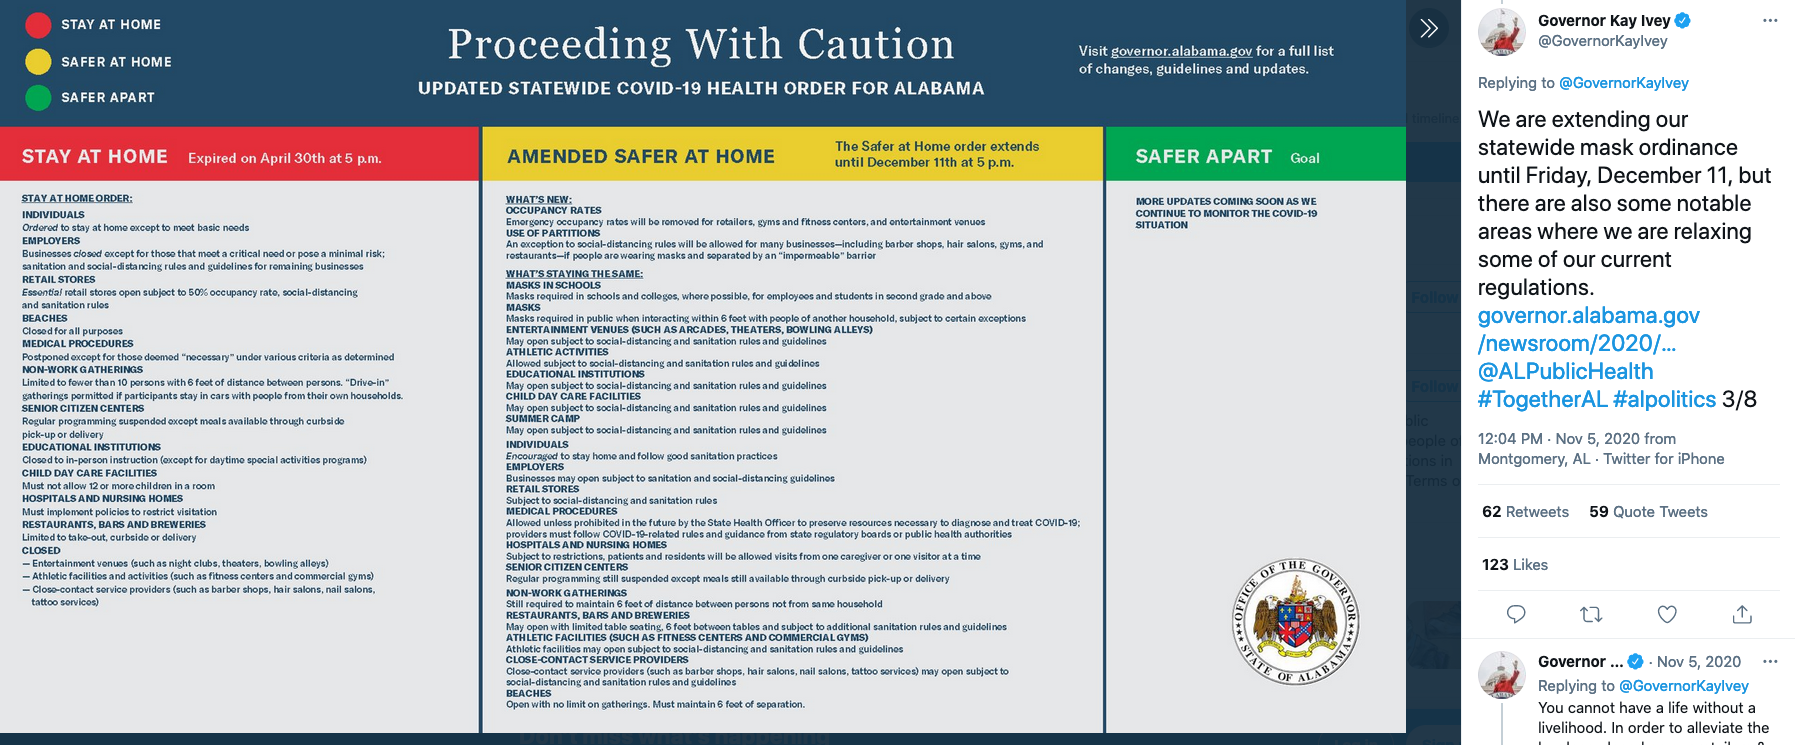 STAY AT HOME
SAFER AT HOME
SAFER APART
Proceeding With Caution
UPDATED STATEWIDE COVID-19 HEALTH ORDER FOR ALABAMA
Visit governor.alabama.gov for a full list
of changes, guidelines and updates.
STAY AT HOME Expired on April 30th at 5 p.m.
STAY AT HOME ORDER:
INDIVIDUALS
Ordered to stay at home except to meet basic needs
EMPLOYERS
Businesses closed except for those that meet a critical need or pose a minimal risk;
sanitation and social-distancing rules and guidelines for remaining businesses
RETAIL STORES
Essential retail stores open subject to 50% occupancy rate, social-distancing
and sanitation rules
BEACHES
Closed for all purposes
MEDICAL PROCEDURES
Postponed except for those deemed "necessary" under various criteria as determined
NON-WORK GATHERINGS
Limited to fewer than 10 persons with 6 feet of distance between persons. "Drive-in"
gatherings permitted if participants stay in cars with people from their own households.
SENIOR CITIZEN CENTERS
Regular programming suspended except meals available through curbside
pick-up or delivery
EDUCATIONAL INSTITUTIONS
Closed to in-person instruction (except for daytime special activities programs)
CHILD DAY CARE FACILITIES
Must not allow 12 or more children in a room
HOSPITALS AND NURSING HOMES
Must implement policies to restrict visitation
RESTAURANTS, BARS AND BREWERIES
Limited to take-out, curbside or delivery
CLOSED
— Entertainment venues (such as night clubs, theaters, bowling alleys)
— Athletic facilities and activities (such as fitness centers and commercial gyms)
— Close-contact service providers (such as barber shops, hair salons, nail salons,
tattoo services)
AMENDED SAFER AT HOME
The Safer at Home order extends
until December 11th at 5 p.m.
WHAT'S NEW:
OCCUPANCY RATES
Emergency occupancy rates will be removed for retailers, gyms and fitness centers, and entertainment venues
USE OF PARTITIONS
An exception to social-distancing rules will be allowed for many businesses—including barber shops, hair salons, gyms, and
restaurants—if people are wearing masks and separated by an "impermeable" barrier
WHAT'S STAYING THE SAME:
MASKS IN SCHOOLS
Masks required in schools and colleges, where possible, for employees and students in second grade and above
MASKS
Masks required in public when interacting within 6 feet with people of another household, subject to certain exceptions
ENTERTAINMENT VENUES (SUCH AS ARCADES, THEATERS, BOWLING ALLEYS)
May open subject to social-distancing and sanitation rules and guidelines
ATHLETIC ACTIVITIES
Allowed subject to social-distancing and sanitation rules and guidelines
EDUCATIONAL INSTITUTIONS
May open subject to social-distancing and sanitation rules and guidelines
CHILD DAY CARE FACILITIES
May open subject to social-distancing and sanitation rules and guidelines
SUMMER CAMP
May open subject to social-distancing and sanitation rules and guidelines
INDIVIDUALS
Encouraged to stay home and follow good sanitation practices
EMPLOYERS
Businesses may open subject to sanitation and social-distancing guidelines
RETAIL STORES
Subject to social-distancing and sanitation rules
MEDICAL PROCEDURES
Allowed unless prohibited in the future by the State Health Officer to preserve resources necessary to diagnose and treat COVID-19;
providers must follow COVID-19-related rules and guidance from state regulatory boards or public health authorities
HOSPITALS AND NURSING HOMES
Subject to restrictions, patients and residents will be allowed visits from one caregiver or one visitor at a time
SENIOR CITIZEN CENTERS
Regular programming still suspended except meals still available through curbside pick-up or delivery
NON-WORK GATHERINGS
Still required to maintain 6 feet of distance between persons not from same household
RESTAURANTS, BARS AND BREWERIES
May open with limited table seating, 6 feet between tables and subject to additional sanitation rules and guidelines
ATHLETIC FACILITIES (SUCH AS FITNESS CENTERS AND COMMERCIAL GYMS)
Athletic facilities may open subject to social-distancing and sanitation rules and guidelines
CLOSE-CONTACT SERVICE PROVIDERS
Close-contact service providers (such as barber shops, hair salons, nail salons, tattoo services) may open subject to
social-distancing and sanitation rules and guidelines
BEACHES
Open with no limit on gatherings. Must maintain 6 feet of separation.
SAFER APART Goal
MORE UPDATES COMING SOON AS WE
CONTINUE TO MONITOR THE COVID-19
SITUATION
OFFICE OF THE GOVERNOR
STATE OF ALABAMA
timeline
Follow
Follow
Terms o
Don't miss what's happening
Governor Kay Ivey
@GovernorKayIvey
Replying to @GovernorKayIvey
We are extending our
statewide mask ordinance
until Friday, December 11, but
there are also some notable
areas where we are relaxing
some of our current
regulations.
governor.alabama.gov
/newsroom/2020/...
@ALPublicHealth
#TogetherAL #alpolitics 3/8
12:04 PM · Nov 5, 2020 from
Montgomery, AL · Twitter for iPhone
62 Retweets 59 Quote Tweets
123 Likes
Governor ... · Nov 5, 2020
Replying to @GovernorKayIvey
You cannot have a life without a
livelihood. In order to alleviate the